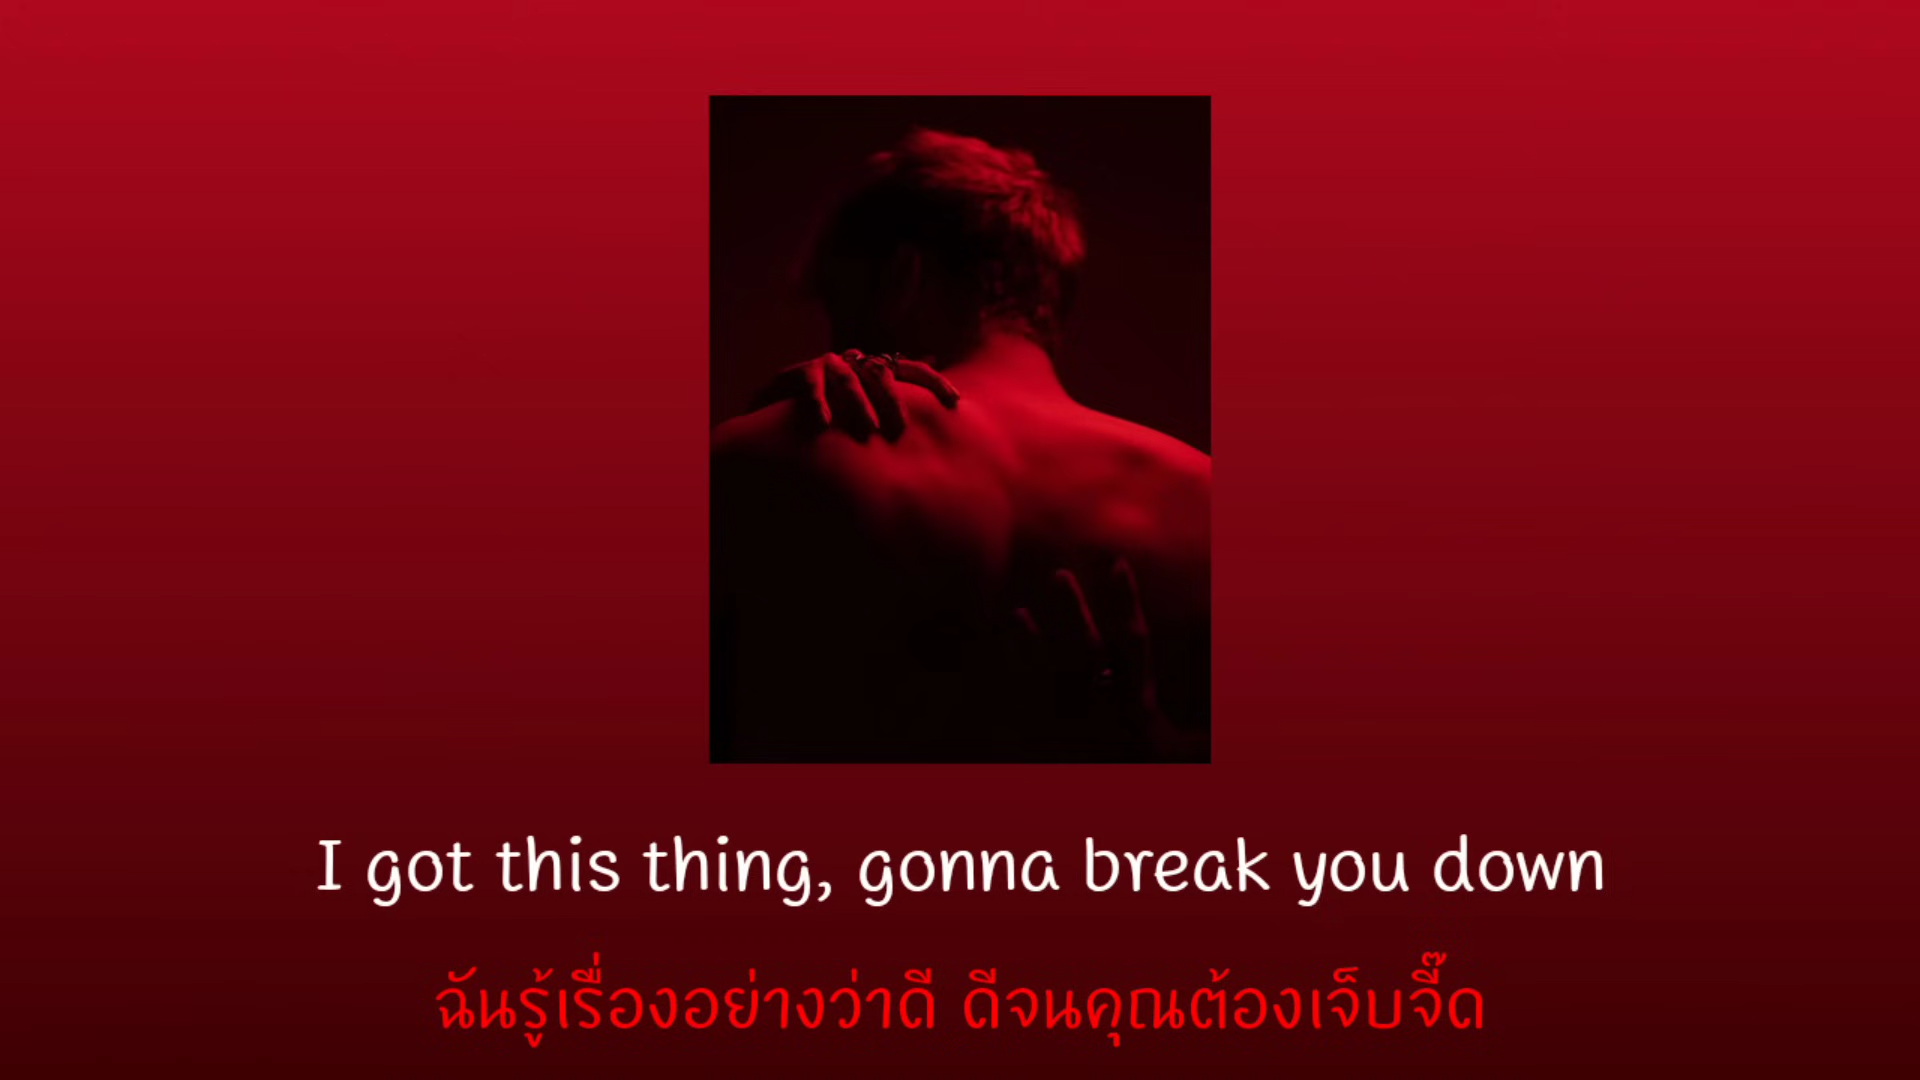 I got this thing, gonna break you down
ฉันรู้เรื่องอย่างว่าดี ดีจนคุณต้องเจ็บจี๊ด